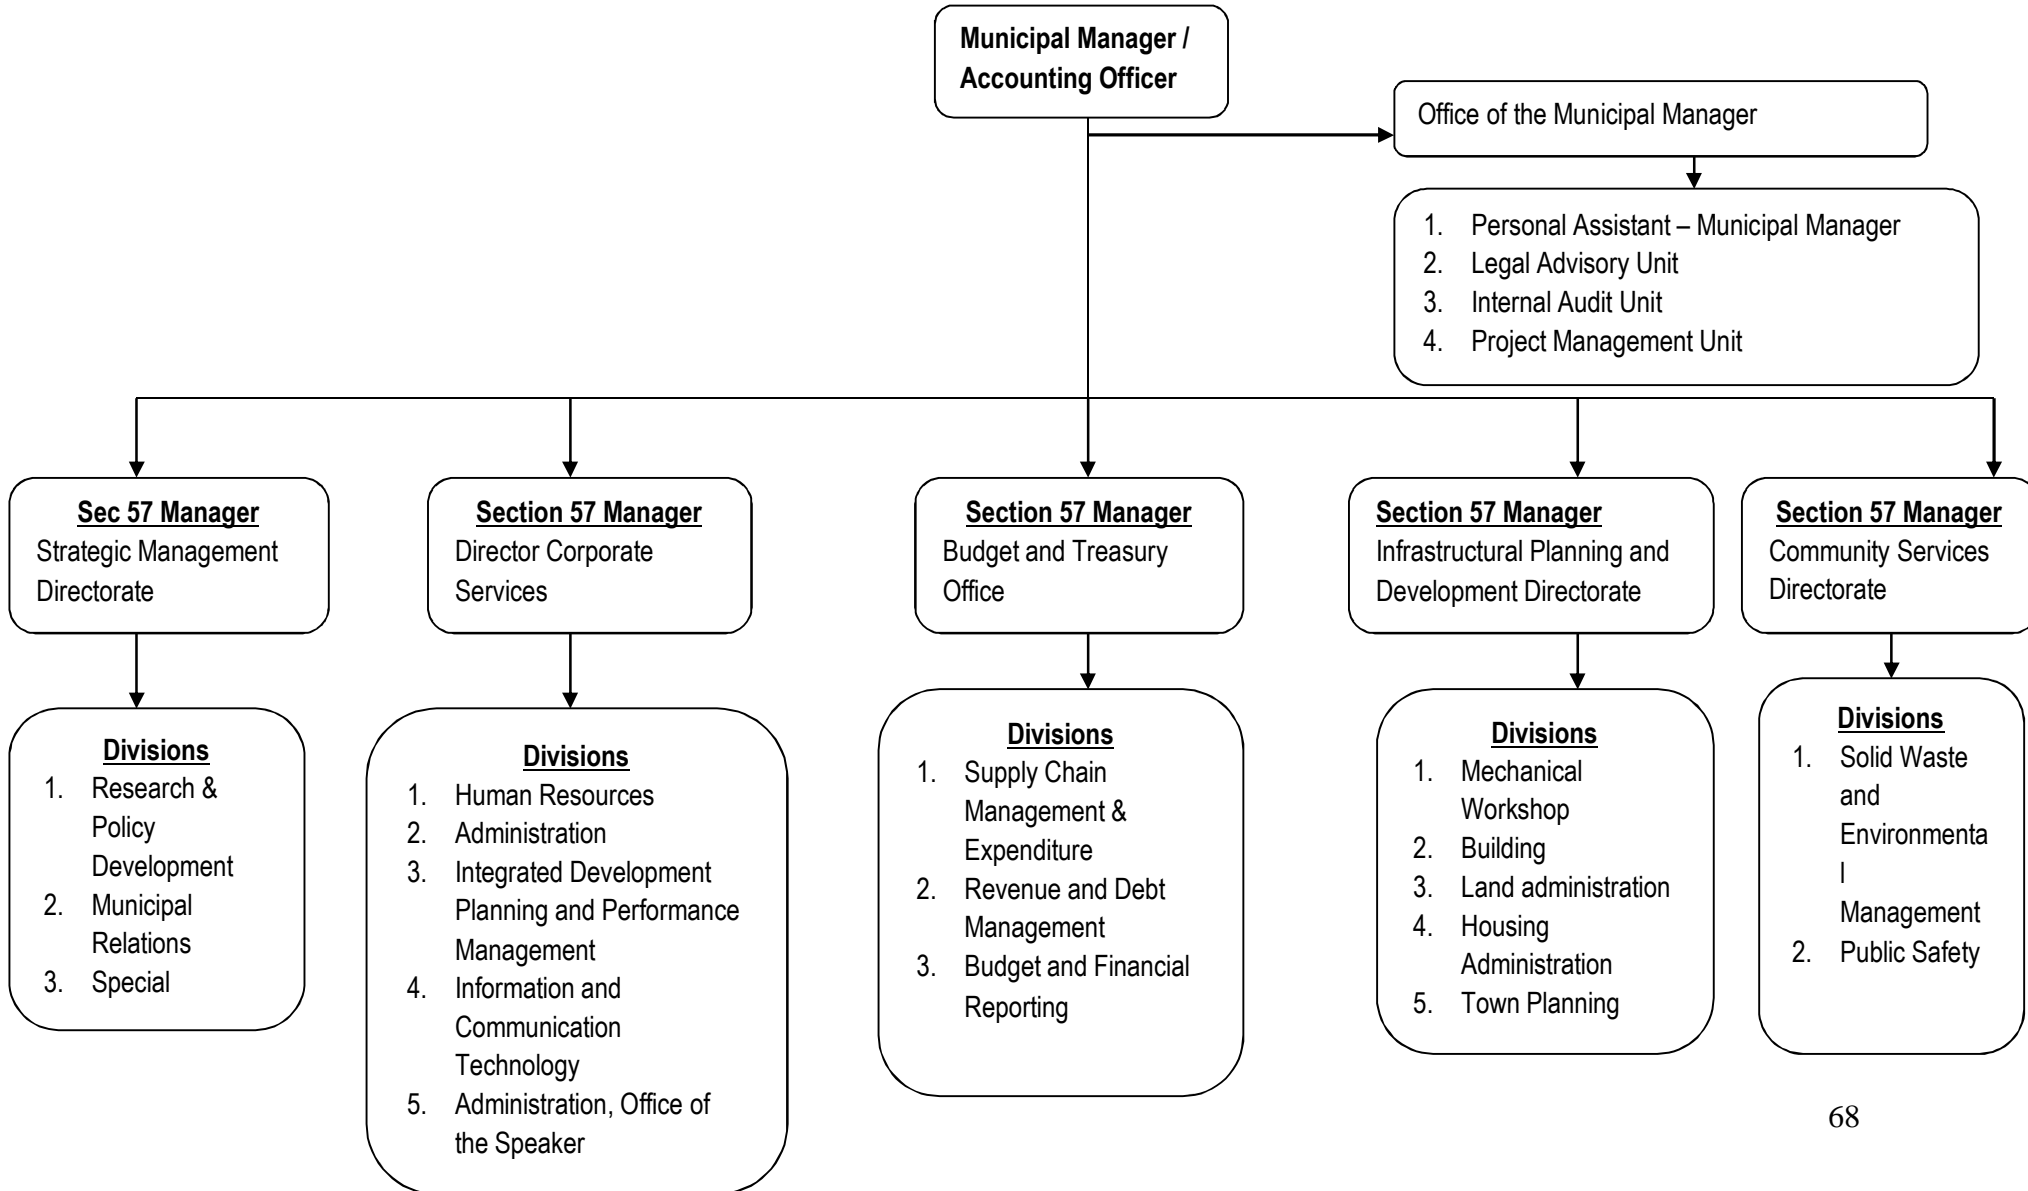 Municipal Manager /
Accounting Officer
Office of the Municipal Manager
1. Personal Assistant – Municipal Manager
2. Legal Advisory Unit
3. Internal Audit Unit
4. Project Management Unit
Sec 57 Manager
Strategic Management
Directorate
Section 57 Manager
Director Corporate
Services
Section 57 Manager
Budget and Treasury
Office
Section 57 Manager
Infrastructural Planning and
Development Directorate
Section 57 Manager
Community Services
Directorate
Divisions
1. Research &
Policy
Development
2. Municipal
Relations
3. Special
Divisions
1. Human Resources
2. Administration
3. Integrated Development
Planning and Performance
Management
4. Information and
Communication
Technology
5. Administration, Office of
the Speaker
Divisions
1. Supply Chain
Management &
Expenditure
2. Revenue and Debt
Management
3. Budget and Financial
Reporting
Divisions
1. Mechanical
Workshop
2. Building
3. Land administration
4. Housing
Administration
5. Town Planning
Divisions
1. Solid Waste
and
Environmenta
l
Management
2. Public Safety
68